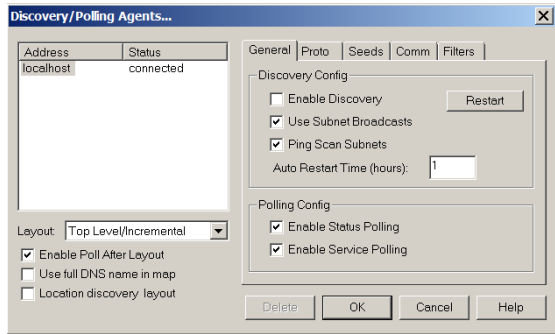 Discovery/Polling Agents...
Address Status
localhost connected
Layout: Top Level/Incremental
Enable Poll After Layout
Use full DNS name in map
Location discovery layout
General Proto Seeds Comm Filters
Discovery Config
Enable Discovery Restart
Use Subnet Broadcasts
Ping Scan Subnets
Auto Restart Time (hours): 1
Polling Config
Enable Status Polling
Enable Service Polling
Delete OK Cancel Help